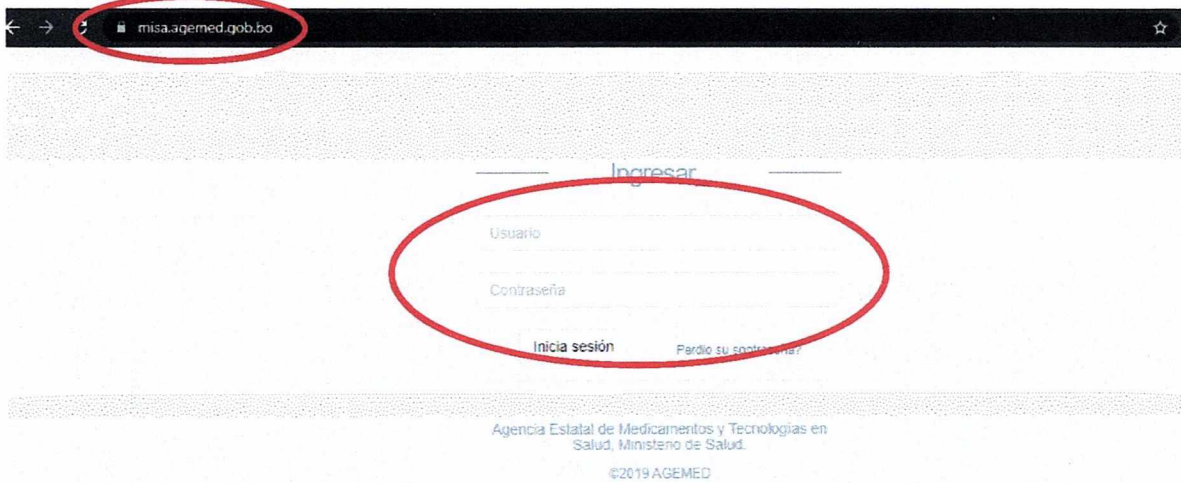 misa.agemed.gob.bo
Ingresar
Usuario
Contraseña
Inicia sesión
Perdio su contraseña?
Agencia Estatal de Medicamentos y Tecnologías en
Salud, Ministerio de Salud.
©2019 AGEMED